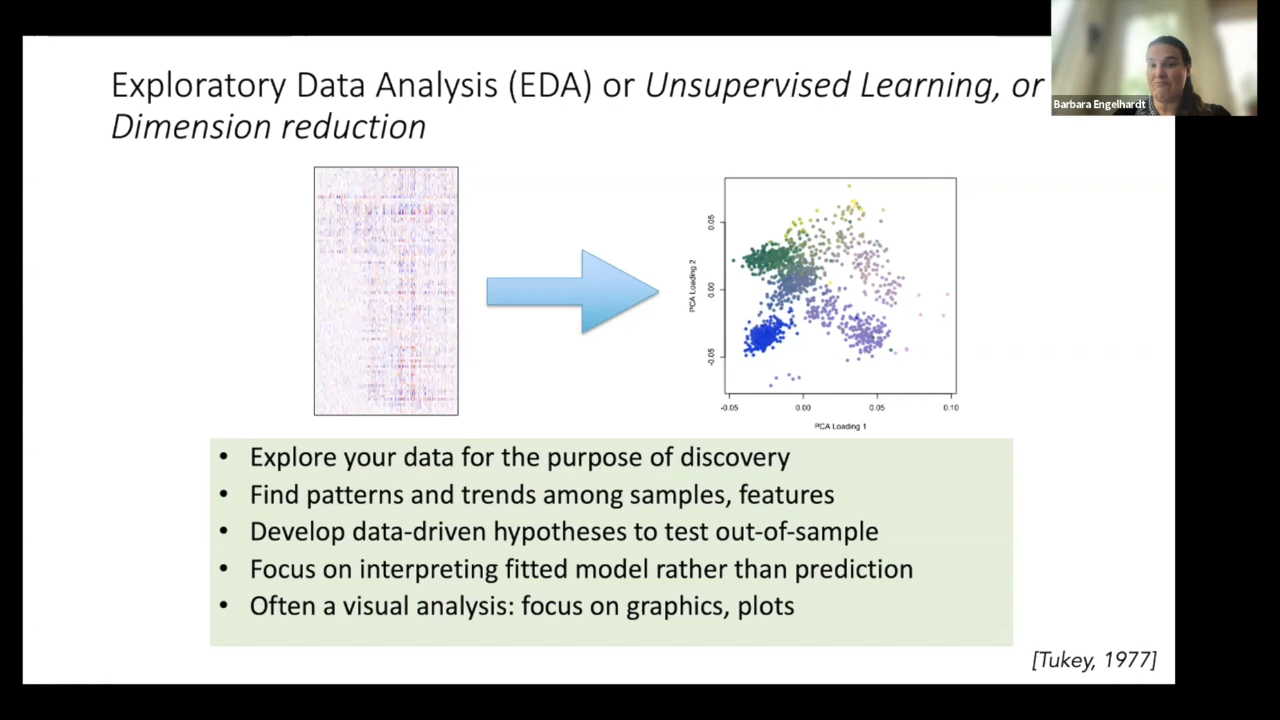 Exploratory Data Analysis (EDA) or Unsupervised Learning, or
Dimension reduction
Barbara Engelhardt
PCA Loading 2
0.05
0.00
-0.05
-0.05
0.00
0.05
0.10
PCA Loading 1
• Explore your data for the purpose of discovery
• Find patterns and trends among samples, features
• Develop data-driven hypotheses to test out-of-sample
• Focus on interpreting fitted model rather than prediction
• Often a visual analysis: focus on graphics, plots
[Tukey, 1977]